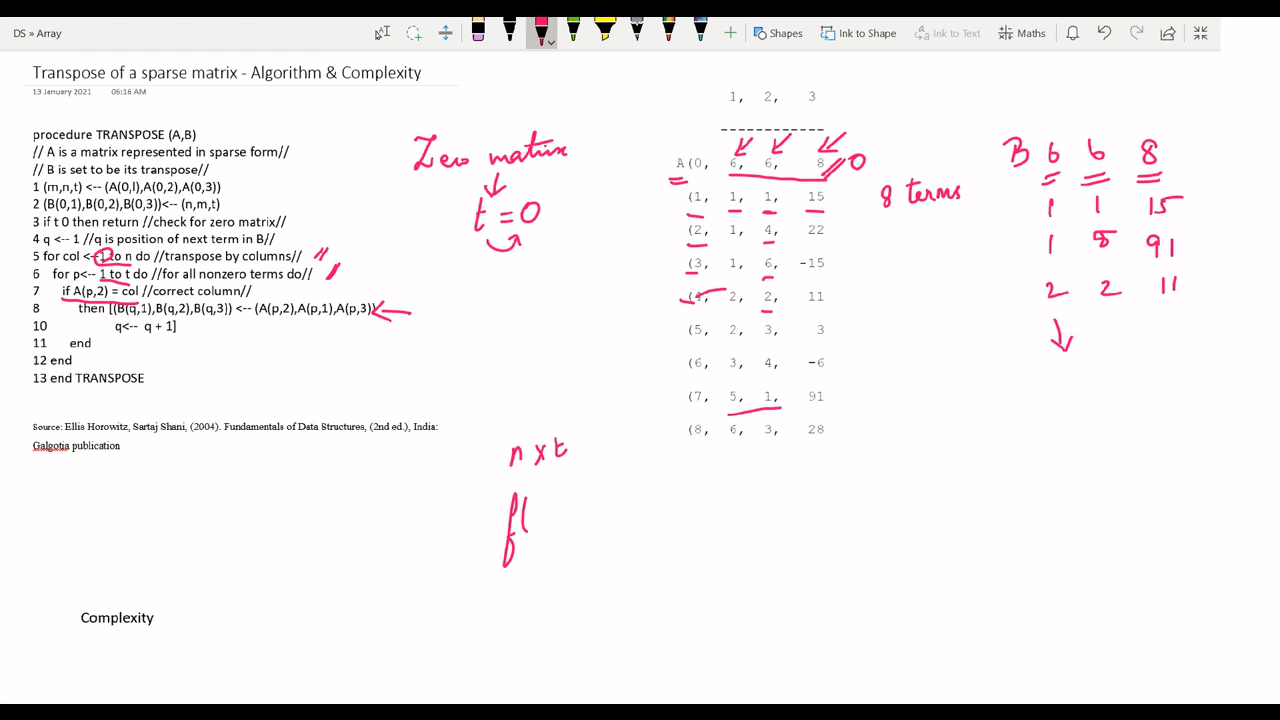 DS » Array
Shapes
Ink to Shape
Ink to Text
Maths
Transpose of a sparse matrix - Algorithm & Complexity
13 January 2021 06:16 AM
procedure TRANSPOSE (A,B)
// A is a matrix represented in sparse form//
// B is set to be its transpose//
1 (m,n,t) <-- (A(0,l),A(0,2),A(0,3))
2 (B(0,1),B(0,2),B(0,3))<-- (n,m,t)
3 if t 0 then return //check for zero matrix//
4 q <-- 1 //q is position of next term in B//
5 for col <--1 to n do //transpose by columns//
6 for p<-- 1 to t do //for all nonzero terms do//
7 if A(p,2) = col //correct column//
8 then [(B(q,1),B(q,2),B(q,3)) <-- (A(p,2),A(p,1),A(p,3))
10 q<-- q + 1]
11 end
12 end
13 end TRANSPOSE
Source: Ellis Horowitz, Sartaj Shani, (2004). Fundamentals of Data Structures, (2nd ed.), India:
Galgotia publication
Complexity
Zero matrix
t = 0
n x t
1, 2, 3
---------------
A(0, 6, 6, 8 0
(1, 1, 1, 15
(2, 1, 4, 22
(3, 1, 6, -15
(4, 2, 2, 11
(5, 2, 3, 3
(6, 3, 4, -6
(7, 5, 1, 91
(8, 6, 3, 28
8 terms
B 6 6 8
1 1 15
1 5 91
2 2 11